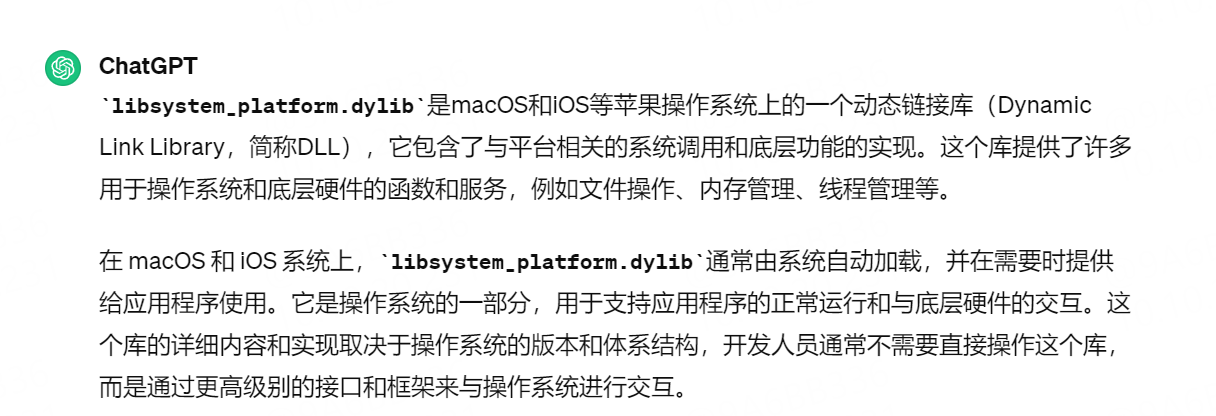 ChatGPT
`libsystem_platform.dylib`是macOS和iOS等苹果操作系统上的一个动态链接库（Dynamic
Link Library，简称DLL），它包含了与平台相关的系统调用和底层功能的实现。这个库提供了许多
用于操作系统和底层硬件的函数和服务，例如文件操作、内存管理、线程管理等。
在 macOS 和 iOS 系统上，`libsystem_platform.dylib`通常由系统自动加载，并在需要时提供
给应用程序使用。它是操作系统的一部分，用于支持应用程序的正常运行和与底层硬件的交互。这
个库的详细内容和实现取决于操作系统的版本和体系结构，开发人员通常不需要直接操作这个库，
而是通过更高级别的接口和框架来与操作系统进行交互。